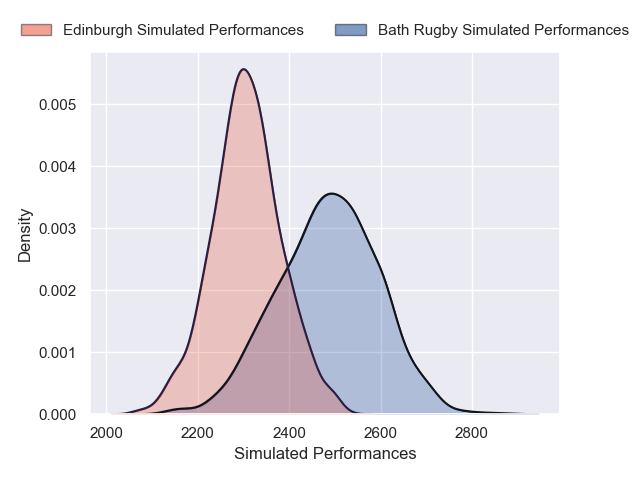 Edinburgh Simulated Performances Bath Rugby Simulated Performances
0.005
0.004
0.003
0.002
0.001
0.000
Density
2000 2200 2400 2600 2800
Simulated Performances